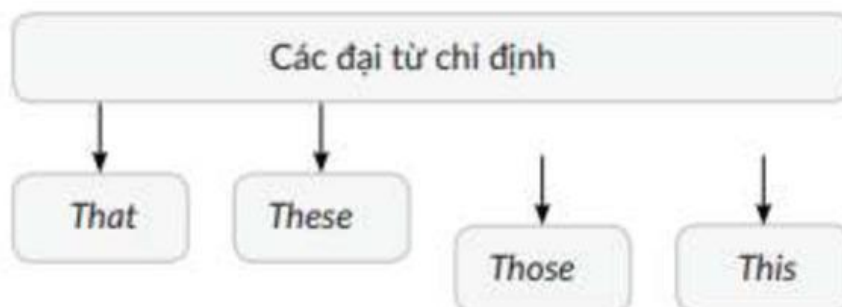 Các đại từ chỉ định
That
These
Those
This